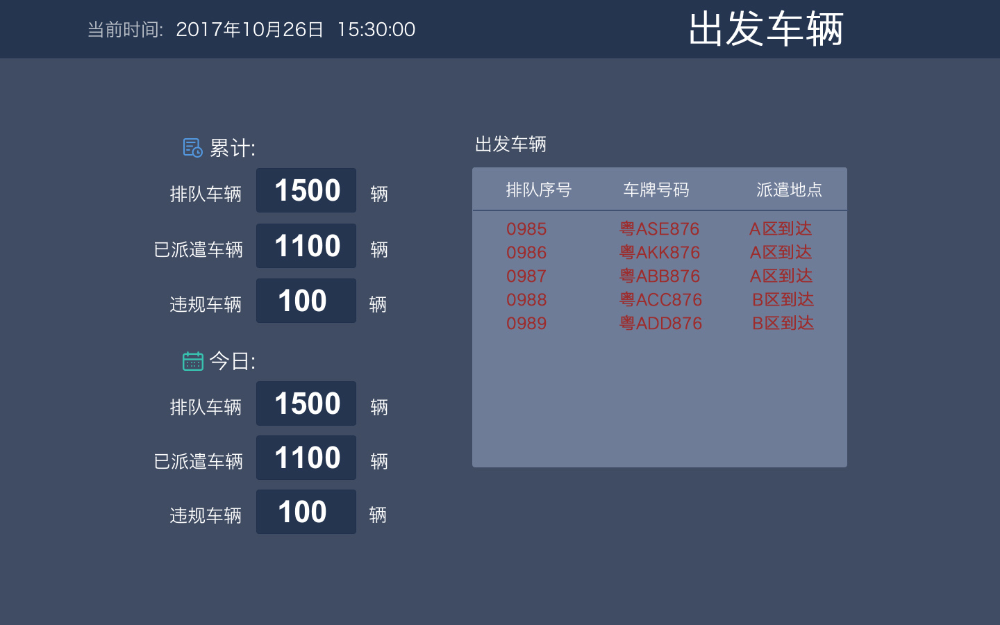 当前时间: 2017年10月26日 15:30:00
出发车辆
累计:
排队车辆 1500 辆
已派遣车辆 1100 辆
违规车辆 100 辆
今日:
排队车辆 1500 辆
已派遣车辆 1100 辆
违规车辆 100 辆
出发车辆
排队序号 车牌号码 派遣地点
0985 粤ASE876 A区到达
0986 粤AKK876 A区到达
0987 粤ABB876 A区到达
0988 粤ACC876 B区到达
0989 粤ADD876 B区到达